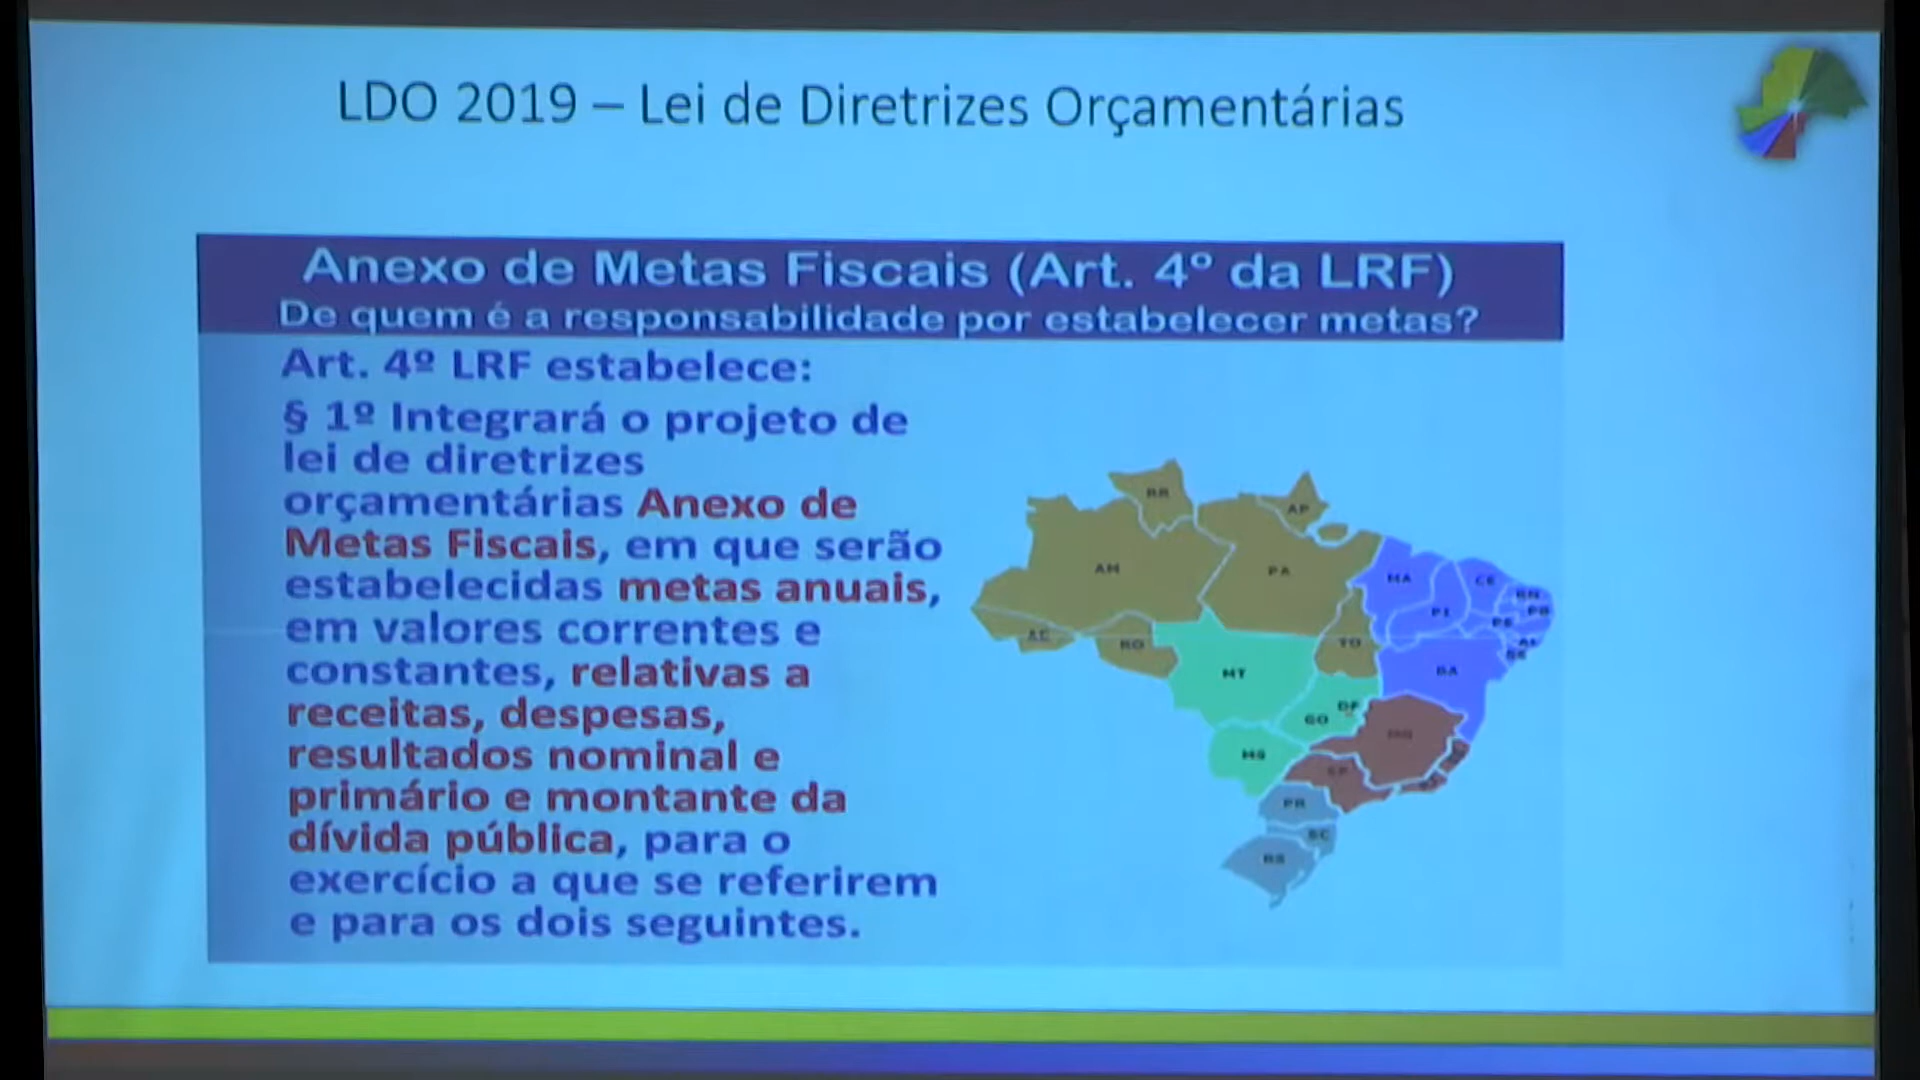 LDO 2019 – Lei de Diretrizes Orçamentárias
Anexo de Metas Fiscais (Art. 4º da LRF)
De quem é a responsabilidade por estabelecer metas?
Art. 4º LRF estabelece:
§ 1º Integrará o projeto de
lei de diretrizes
orçamentárias Anexo de
Metas Fiscais, em que serão
estabelecidas metas anuais,
em valores correntes e
constantes, relativas a
receitas, despesas,
resultados nominal e
primário e montante da
dívida pública, para o
exercício a que se referirem
e para os dois seguintes.
RR
AP
AM
PA
MA
CE
RN
PI
PB
PE
AC
RO
TO
AL
SE
MT
BA
DF
GO
MG
MS
SP
PR
SC
RS